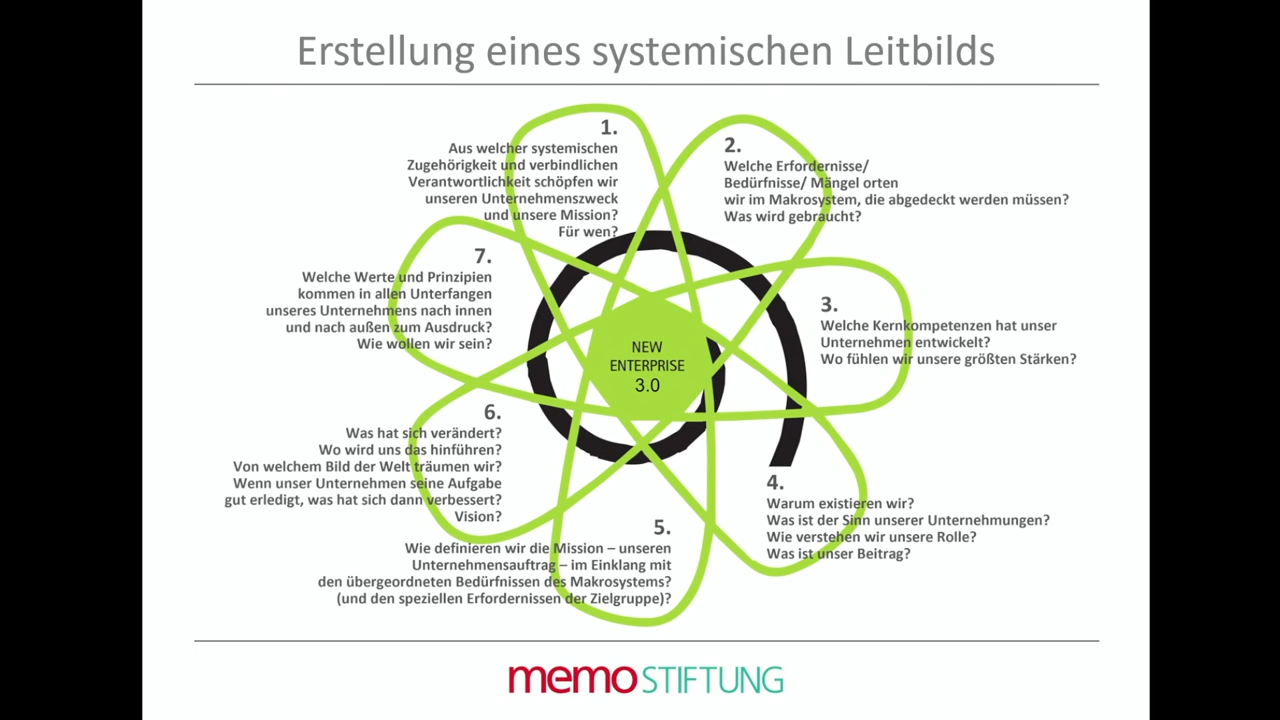 Erstellung eines systemischen Leitbilds
1.
Aus welcher systemischen
Zugehörigkeit und verbindlichen
Verantwortlichkeit schöpfen wir
unseren Unternehmenszweck
und unsere Mission?
Für wen?
2.
Welche Erfordernisse/
Bedürfnisse/ Mängel orten
wir im Makrosystem, die abgedeckt werden müssen?
Was wird gebraucht?
3.
Welche Kernkompetenzen hat unser
Unternehmen entwickelt?
Wo fühlen wir unsere größten Stärken?
4.
Warum existieren wir?
Was ist der Sinn unserer Unternehmungen?
Wie verstehen wir unsere Rolle?
Was ist unser Beitrag?
5.
Wie definieren wir die Mission – unseren
Unternehmensauftrag – im Einklang mit
den übergeordneten Bedürfnissen des Makrosystems?
(und den speziellen Erfordernissen der Zielgruppe)?
6.
Was hat sich verändert?
Wo wird uns das hinführen?
Von welchem Bild der Welt träumen wir?
Wenn unser Unternehmen seine Aufgabe
gut erledigt, was hat sich dann verbessert?
Vision?
7.
Welche Werte und Prinzipien
kommen in allen Unterfangen
unseres Unternehmens nach innen
und nach außen zum Ausdruck?
Wie wollen wir sein?
NEW
ENTERPRISE
3.0
memo STIFTUNG